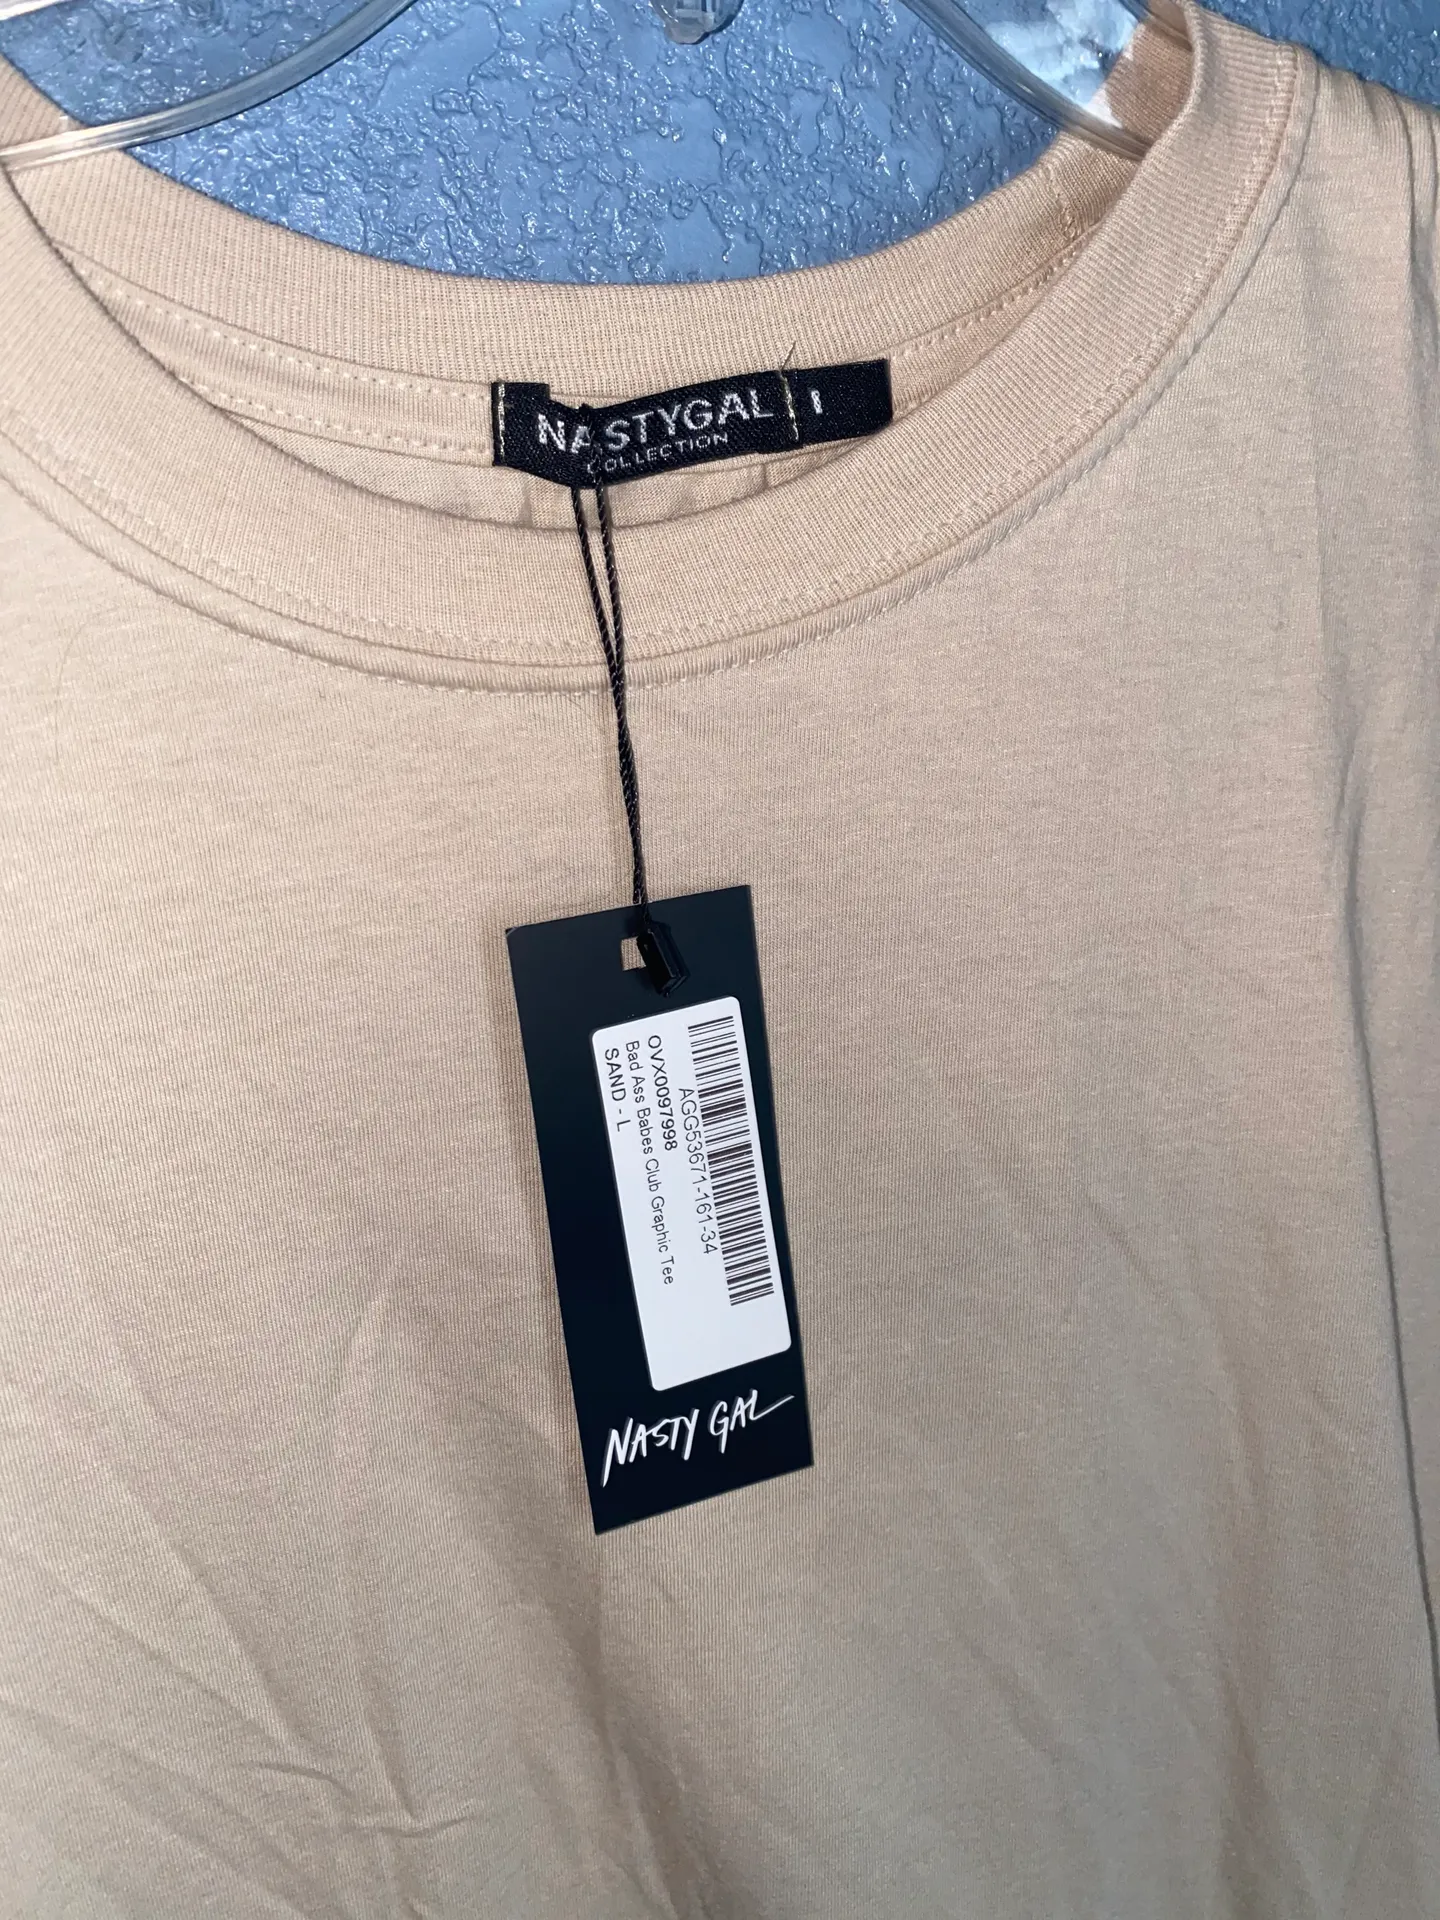 NASTYGAL
COLLECTION
AGG53671-161-34
OVX0097998
Bad Ass Babes Club Graphic Tee
SAND - L
NASTY GAL